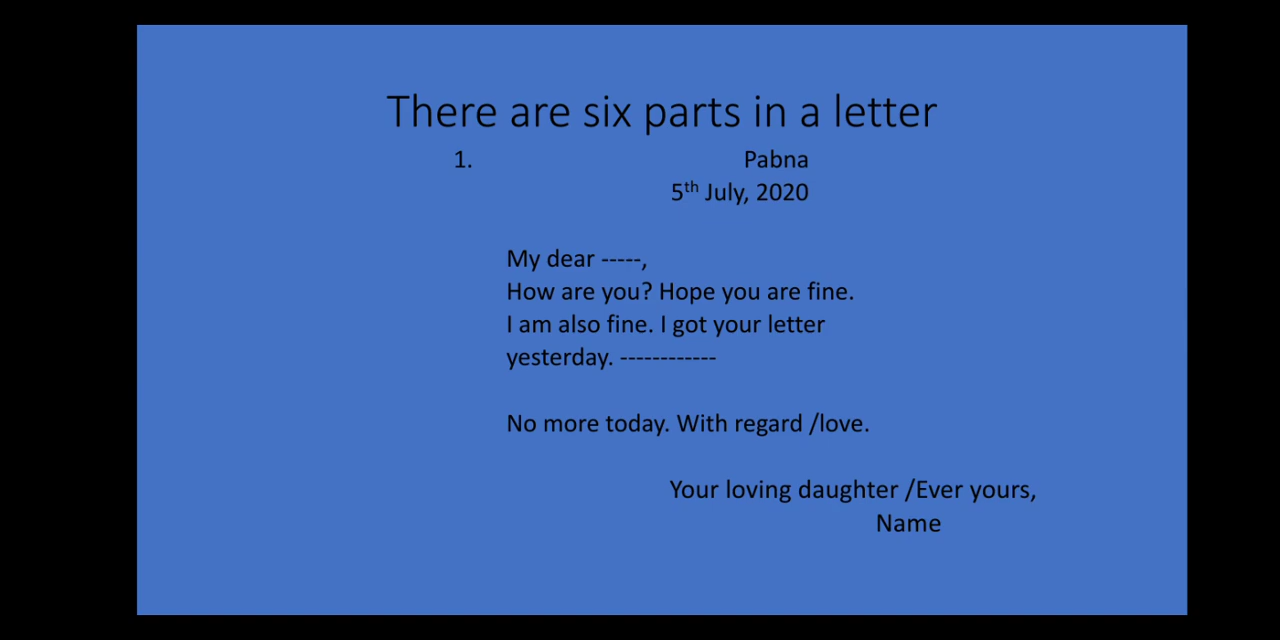 There are six parts in a letter
1. Pabna
5th July, 2020
My dear -----,
How are you? Hope you are fine.
I am also fine. I got your letter
yesterday. ------------
No more today. With regard /love.
Your loving daughter /Ever yours,
Name